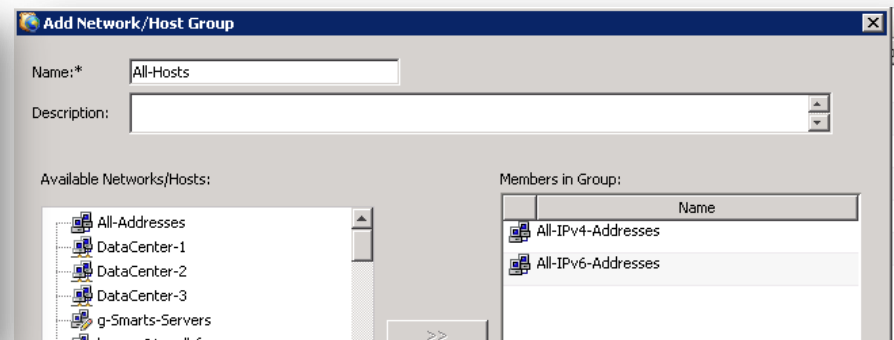 Add Network/Host Group
Name:*
All-Hosts
Description:
Available Networks/Hosts:
All-Addresses
DataCenter-1
DataCenter-2
DataCenter-3
g-Smarts-Servers
>>
Members in Group:
Name
All-IPv4-Addresses
All-IPv6-Addresses